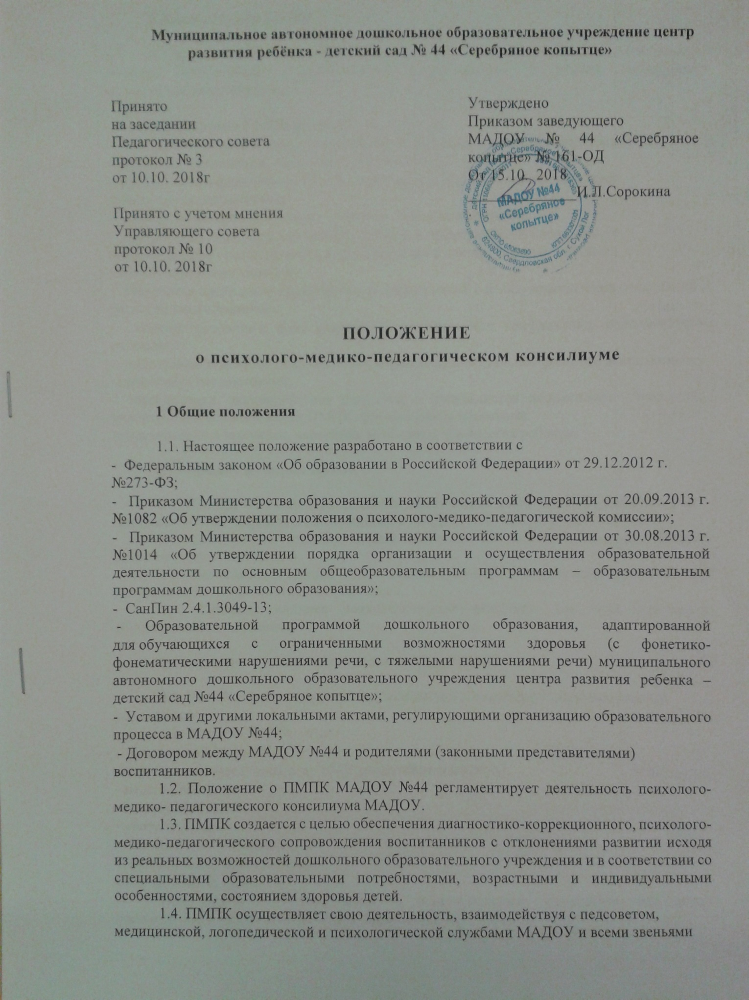 Муниципальное автономное дошкольное образовательное учреждение центр
развития ребёнка - детский сад № 44 «Серебряное копытце»
Принято
на заседании
Педагогического совета
протокол № 3
от 10.10. 2018г
Принято с учетом мнения
Управляющего совета
протокол № 10
от 10.10. 2018г
Утверждено
Приказом заведующего
МАДОУ № 44 «Серебряное
копытце» № 161-ОД
От 15.10. 2018
И.Л.Сорокина
МАДОУ №44
«Серебряное
копытце»
ОКПО 65063690
КПП 663301001
624800, Свердловская обл. г. Сухой Лог
ПОЛОЖЕНИЕ
о психолого-медико-педагогическом консилиуме
1 Общие положения
1.1. Настоящее положение разработано в соответствии с
- Федеральным законом «Об образовании в Российской Федерации» от 29.12.2012 г.
№273-ФЗ;
- Приказом Министерства образования и науки Российской Федерации от 20.09.2013 г.
№1082 «Об утверждении положения о психолого-медико-педагогической комиссии»;
- Приказом Министерства образования и науки Российской Федерации от 30.08.2013 г.
№1014 «Об утверждении порядка организации и осуществления образовательной
деятельности по основным общеобразовательным программам – образовательным
программам дошкольного образования»;
- СанПин 2.4.1.3049-13;
- Образовательной программой дошкольного образования, адаптированной
для обучающихся с ограниченными возможностями здоровья (с фонетико-
фонематическими нарушениями речи, с тяжелыми нарушениями речи) муниципального
автономного дошкольного образовательного учреждения центра развития ребенка –
детский сад №44 «Серебряное копытце»;
- Уставом и другими локальными актами, регулирующими организацию образовательного
процесса в МАДОУ №44;
- Договором между МАДОУ №44 и родителями (законными представителями)
воспитанников.
1.2. Положение о ПМПК МАДОУ №44 регламентирует деятельность психолого-
медико- педагогического консилиума МАДОУ.
1.3. ПМПК создается с целью обеспечения диагностико-коррекционного, психолого-
медико-педагогического сопровождения воспитанников с отклонениями развитии исходя
из реальных возможностей дошкольного образовательного учреждения и в соответствии со
специальными образовательными потребностями, возрастными и индивидуальными
особенностями, состоянием здоровья детей.
1.4. ПМПК осуществляет свою деятельность, взаимодействуя с педсоветом,
медицинской, логопедической и психологической службами МАДОУ и всеми звеньями